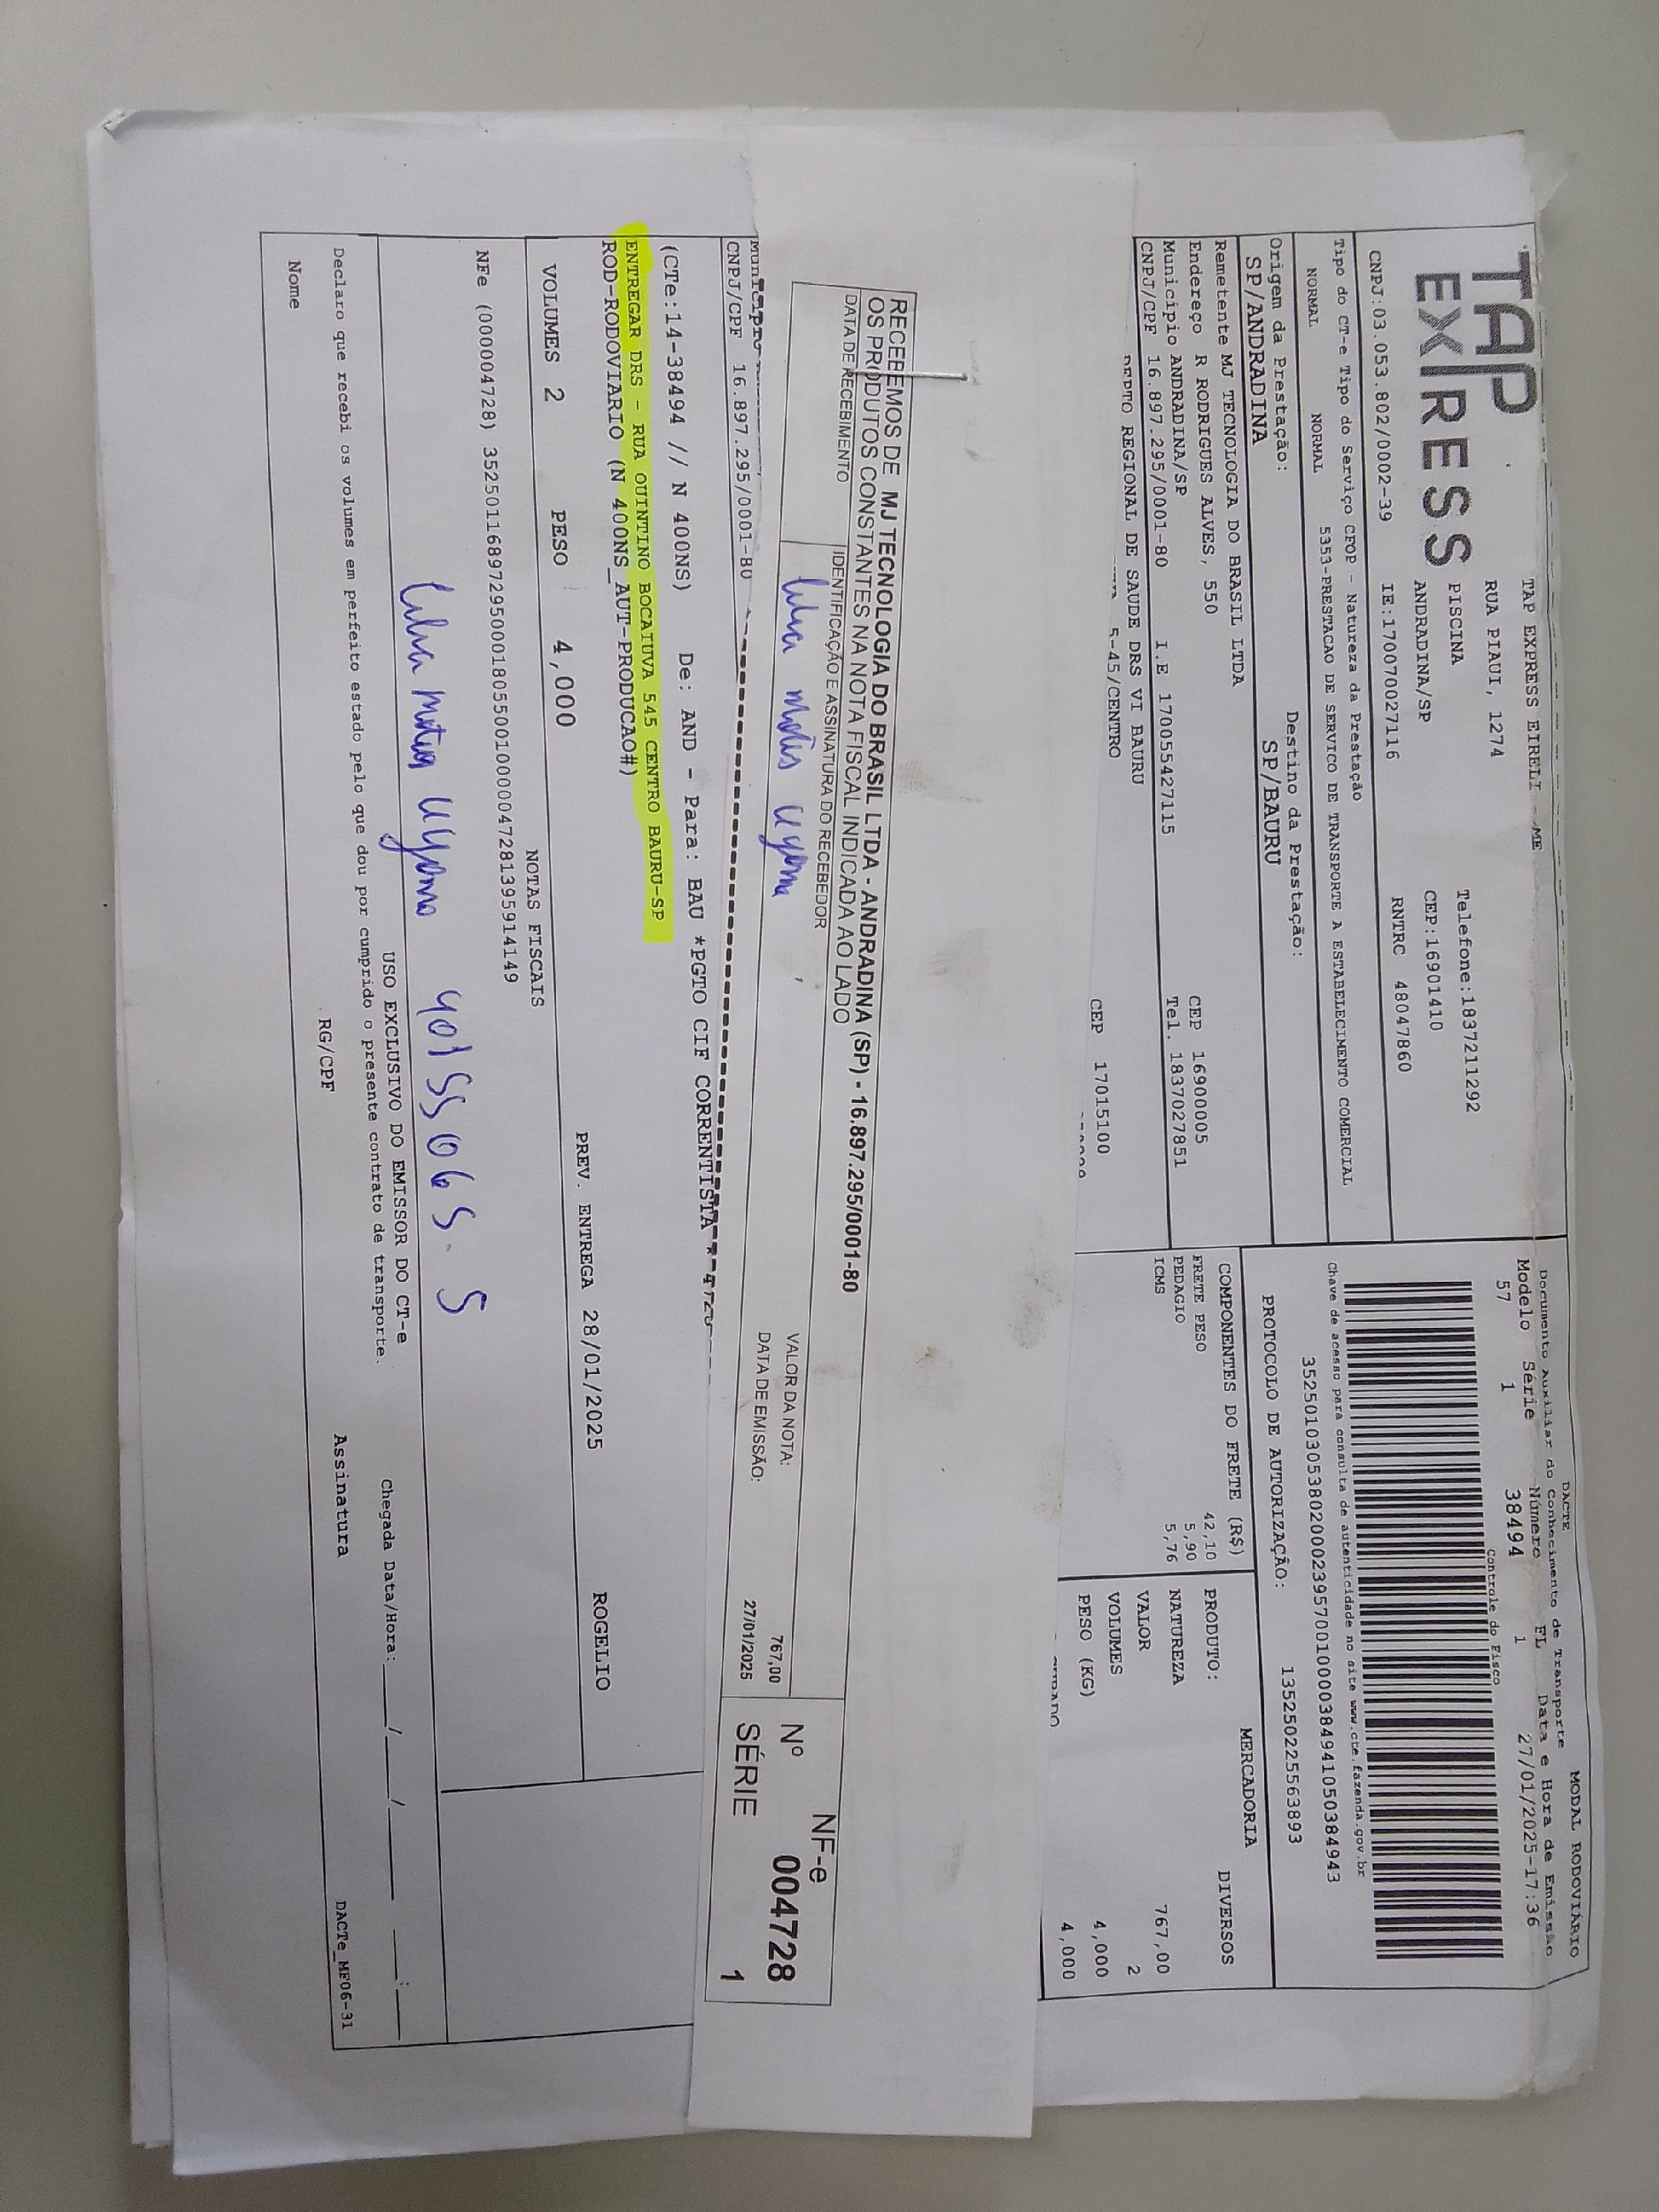 TAP
EXPRESS
TAP EXPRESS EIRELI - ME
RUA PIAUI, 1274
PISCINA
ANDRADINA/SP
Telefone:1837211292
CEP:16901410
CNPJ:03.053.802/0002-39 IE:170070027116 RNTRC 48047860
Tipo do CT-e Tipo do Serviço CFOP - Natureza da Prestação
NORMAL NORMAL 5353-PRESTACAO DE SERVICO DE TRANSPORTE A ESTABELECIMENTO COMERCIAL
Origem da Prestação: Destino da Prestação:
SP/ANDRADINA SP/BAURU
Remetente MJ TECNOLOGIA DO BRASIL LTDA
Endereço R RODRIGUES ALVES, 550 CEP 16900005
Município ANDRADINA/SP Tel. 1837027851
CNPJ/CPF 16.897.295/0001-80 I.E 170055427115
DEPTO REGIONAL DE SAUDE DRS VI BAURU
5-45/CENTRO CEP 17015100
DACTE
Documento Auxiliar do Conhecimento de Transporte
MODAL RODOVIÁRIO
Modelo Série Número FL Data e Hora de Emissão
57 1 38494 1 27/01/2025-17:36
Controle do Fisco
Chave de acesso para consulta de autenticidade no site www.cte.fazenda.gov.br
35250103053802000239570010000384941050384943
PROTOCOLO DE AUTORIZAÇÃO: 135250225563893
COMPONENTES DO FRETE (R$)
FRETE PESO 42,10
PEDAGIO 5,90
ICMS 5,76
MERCADORIA
PRODUTO: DIVERSOS
NATUREZA
VALOR 767,00
VOLUMES 2
PESO (KG) 4,000
4,000
RECEBEMOS DE MJ TECNOLOGIA DO BRASIL LTDA - ANDRADINA (SP) - 16.897.295/0001-80
OS PRODUTOS CONSTANTES NA NOTA FISCAL INDICADA AO LADO
DATA DE RECEBIMENTO IDENTIFICAÇÃO E ASSINATURA DO RECEBEDOR
VALOR DA NOTA: 767,00
DATA DE EMISSÃO: 27/01/2025
NF-e
Nº 004728
SÉRIE 1
CNPJ/CPF 16.897.295/0001-80
(CTe:14-38494 // N 400NS) De: AND - Para: BAU *PGTO CIF CORRENTISTA
ENTREGAR DRS - RUA QUINTINO BOCAIUVA 545 CENTRO BAURU-SP
ROD-RODOVIARIO (N 400NS_AUT-PRODUCAO#)
VOLUMES 2 PESO 4,000 PREV. ENTREGA 28/01/2025 ROGELIO
NOTAS FISCAIS
NFe (000004728) 35250116897295000180550010000047281395914149
40155065-5
USO EXCLUSIVO DO EMISSOR DO CT-e
Declaro que recebi os volumes em perfeito estado pelo que dou por cumprido o presente contrato de transporte.
Chegada Data/Hora:____/____/______ ___:___
Nome RG/CPF Assinatura
DACTe_MF06-31